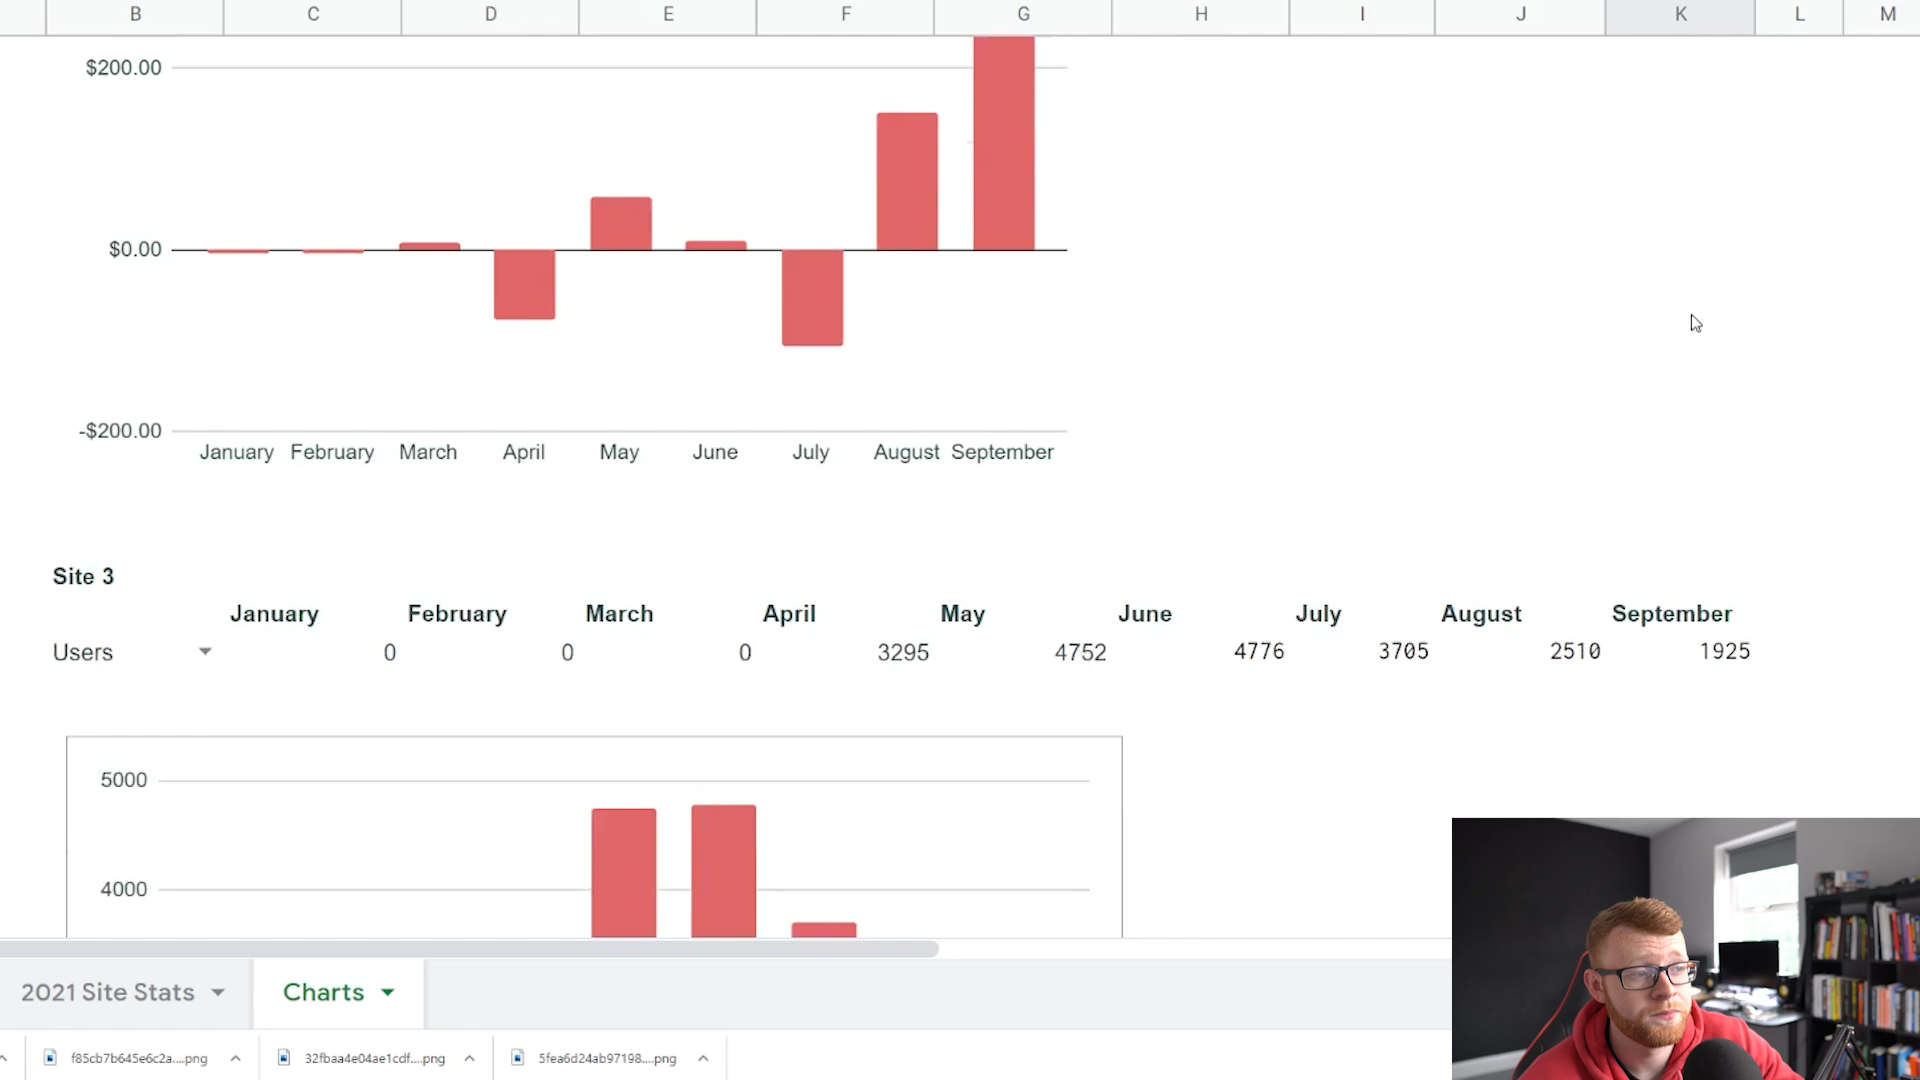 B C D E F G H I J K L M
$200.00
$0.00
-$200.00
January February March April May June July August September
Site 3
January February March April May June July August September
Users 0 0 0 3295 4752 4776 3705 2510 1925
5000
4000
2021 Site Stats Charts
f85cb7b645e6c2a....png 32fbaa4e04ae1cdf....png 5fea6d24ab97198....png